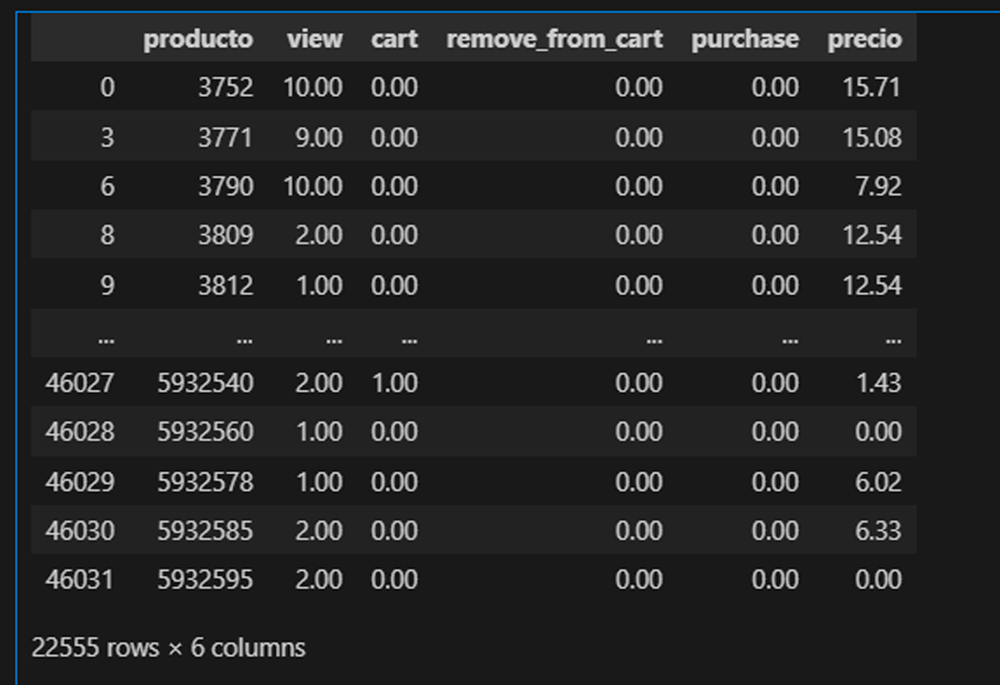 producto view cart remove_from_cart purchase precio
0 3752 10.00 0.00 0.00 0.00 15.71
3 3771 9.00 0.00 0.00 0.00 15.08
6 3790 10.00 0.00 0.00 0.00 7.92
8 3809 2.00 0.00 0.00 0.00 12.54
9 3812 1.00 0.00 0.00 0.00 12.54
... ... ... ... ... ... ...
46027 5932540 2.00 1.00 0.00 0.00 1.43
46028 5932560 1.00 0.00 0.00 0.00 0.00
46029 5932578 1.00 0.00 0.00 0.00 6.02
46030 5932585 2.00 0.00 0.00 0.00 6.33
46031 5932595 2.00 0.00 0.00 0.00 0.00
22555 rows × 6 columns